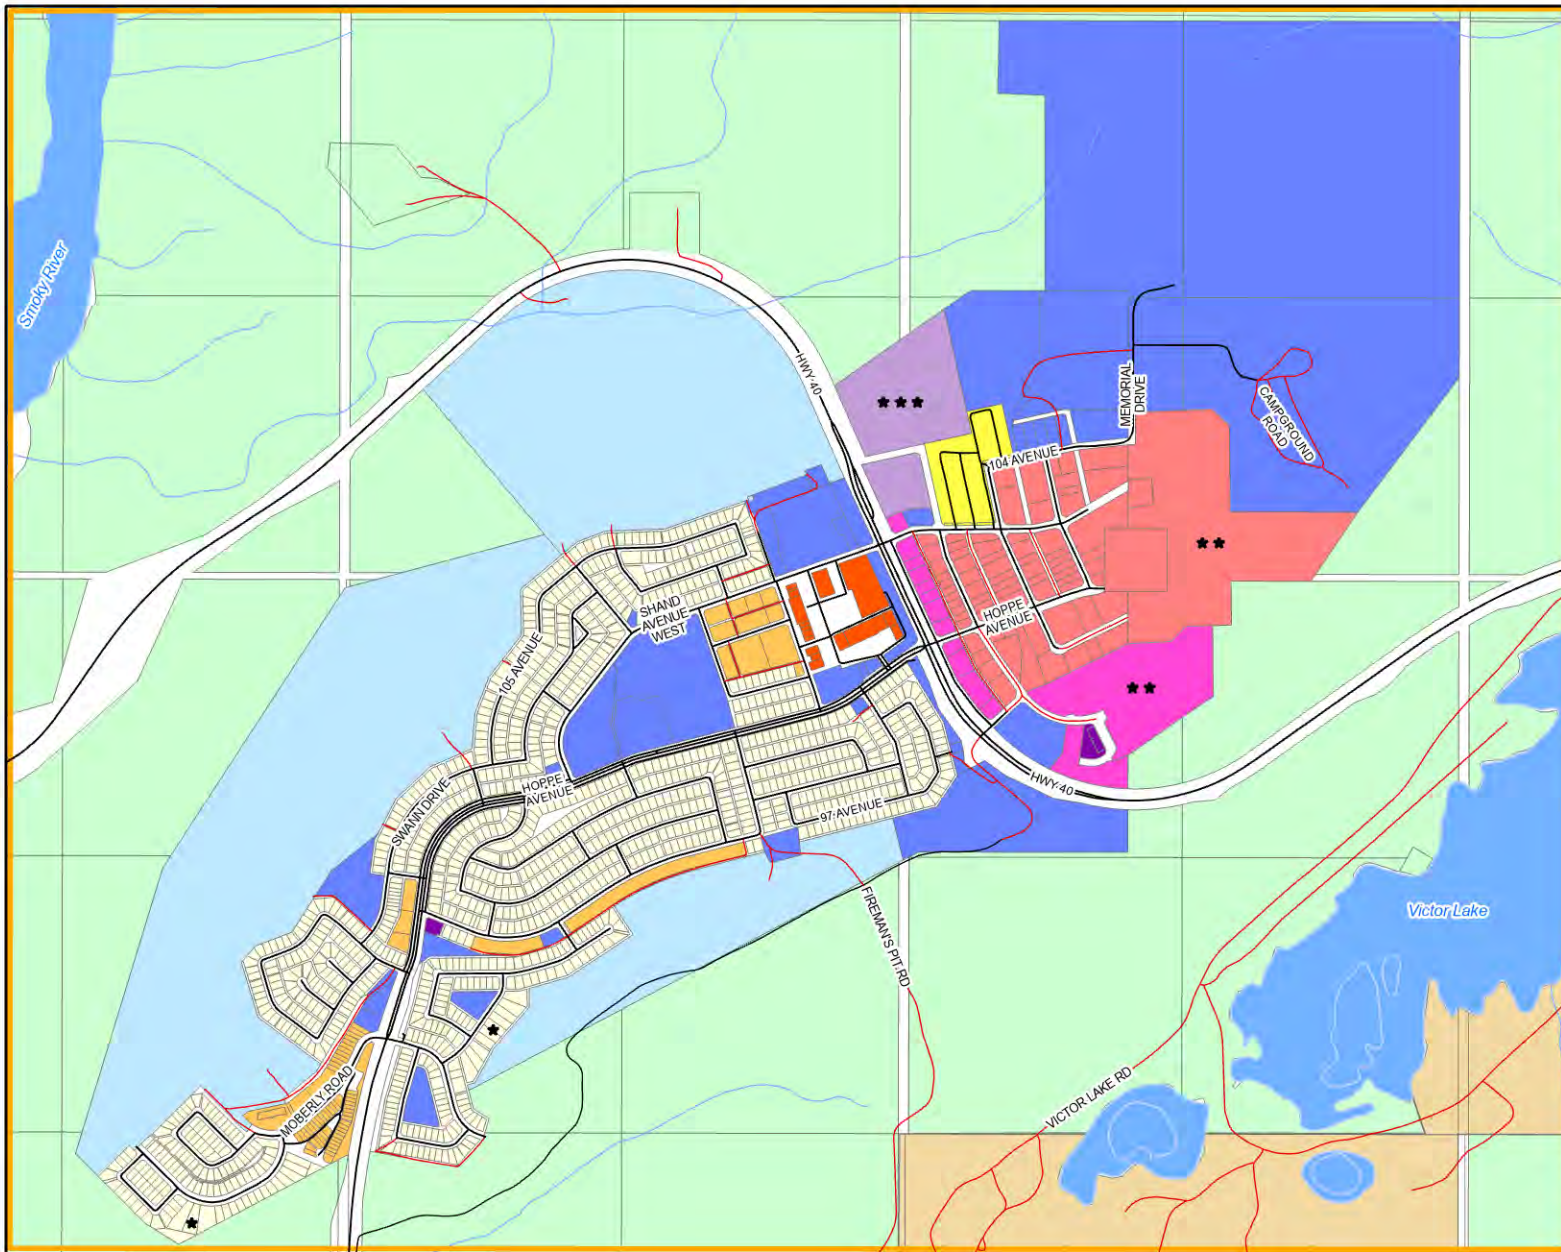 Smoky River
HWY 40
MEMORIAL
DRIVE
CAMPGROUND
ROAD
104 AVENUE
★★★
★★
SHAND
AVENUE
WEST
HOPPE
AVENUE
105 AVENUE
★★
HOPPE
AVENUE
SWANN DRIVE
HWY 40
97 AVENUE
FIREMAN'S PIT RD
Victor Lake
★
MOBERLY ROAD
VICTOR LAKE RD
★